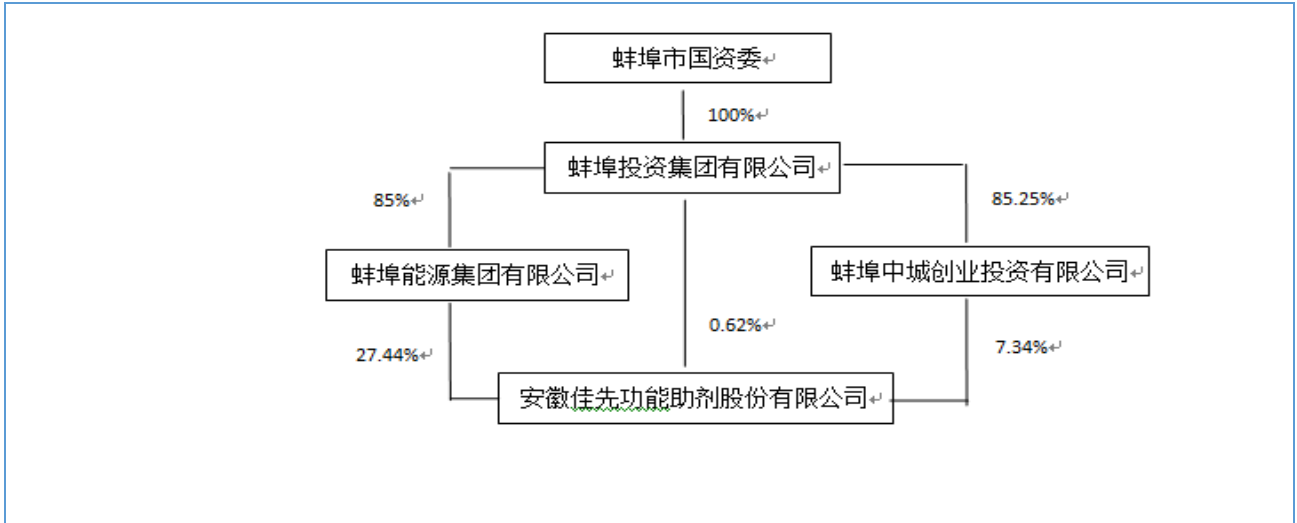 蚌埠市国资委↵
100%↵
蚌埠投资集团有限公司↵
85%↵
85.25%↵
蚌埠能源集团有限公司↵
蚌埠中城创业投资有限公司↵
0.62%↵
27.44%↵
7.34%↵
安徽佳先功能助剂股份有限公司↵